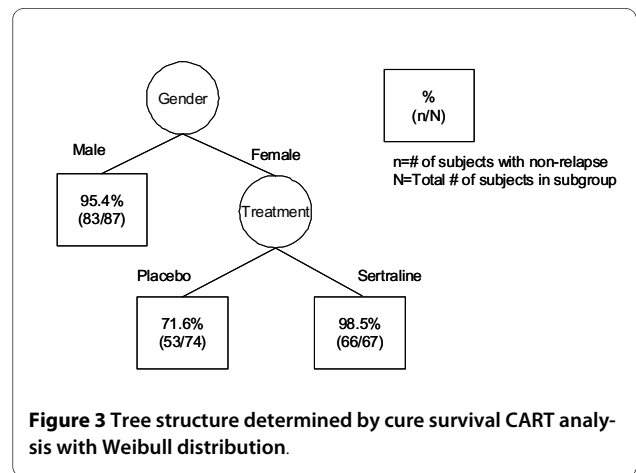 Gender
%
(n/N)
Male
Female
n=# of subjects with non-relapse
N=Total # of subjects in subgroup
95.4%
(83/87)
Treatment
Placebo
Sertraline
71.6%
(53/74)
98.5%
(66/67)
Figure 3 Tree structure determined by cure survival CART analy-
sis with Weibull distribution.